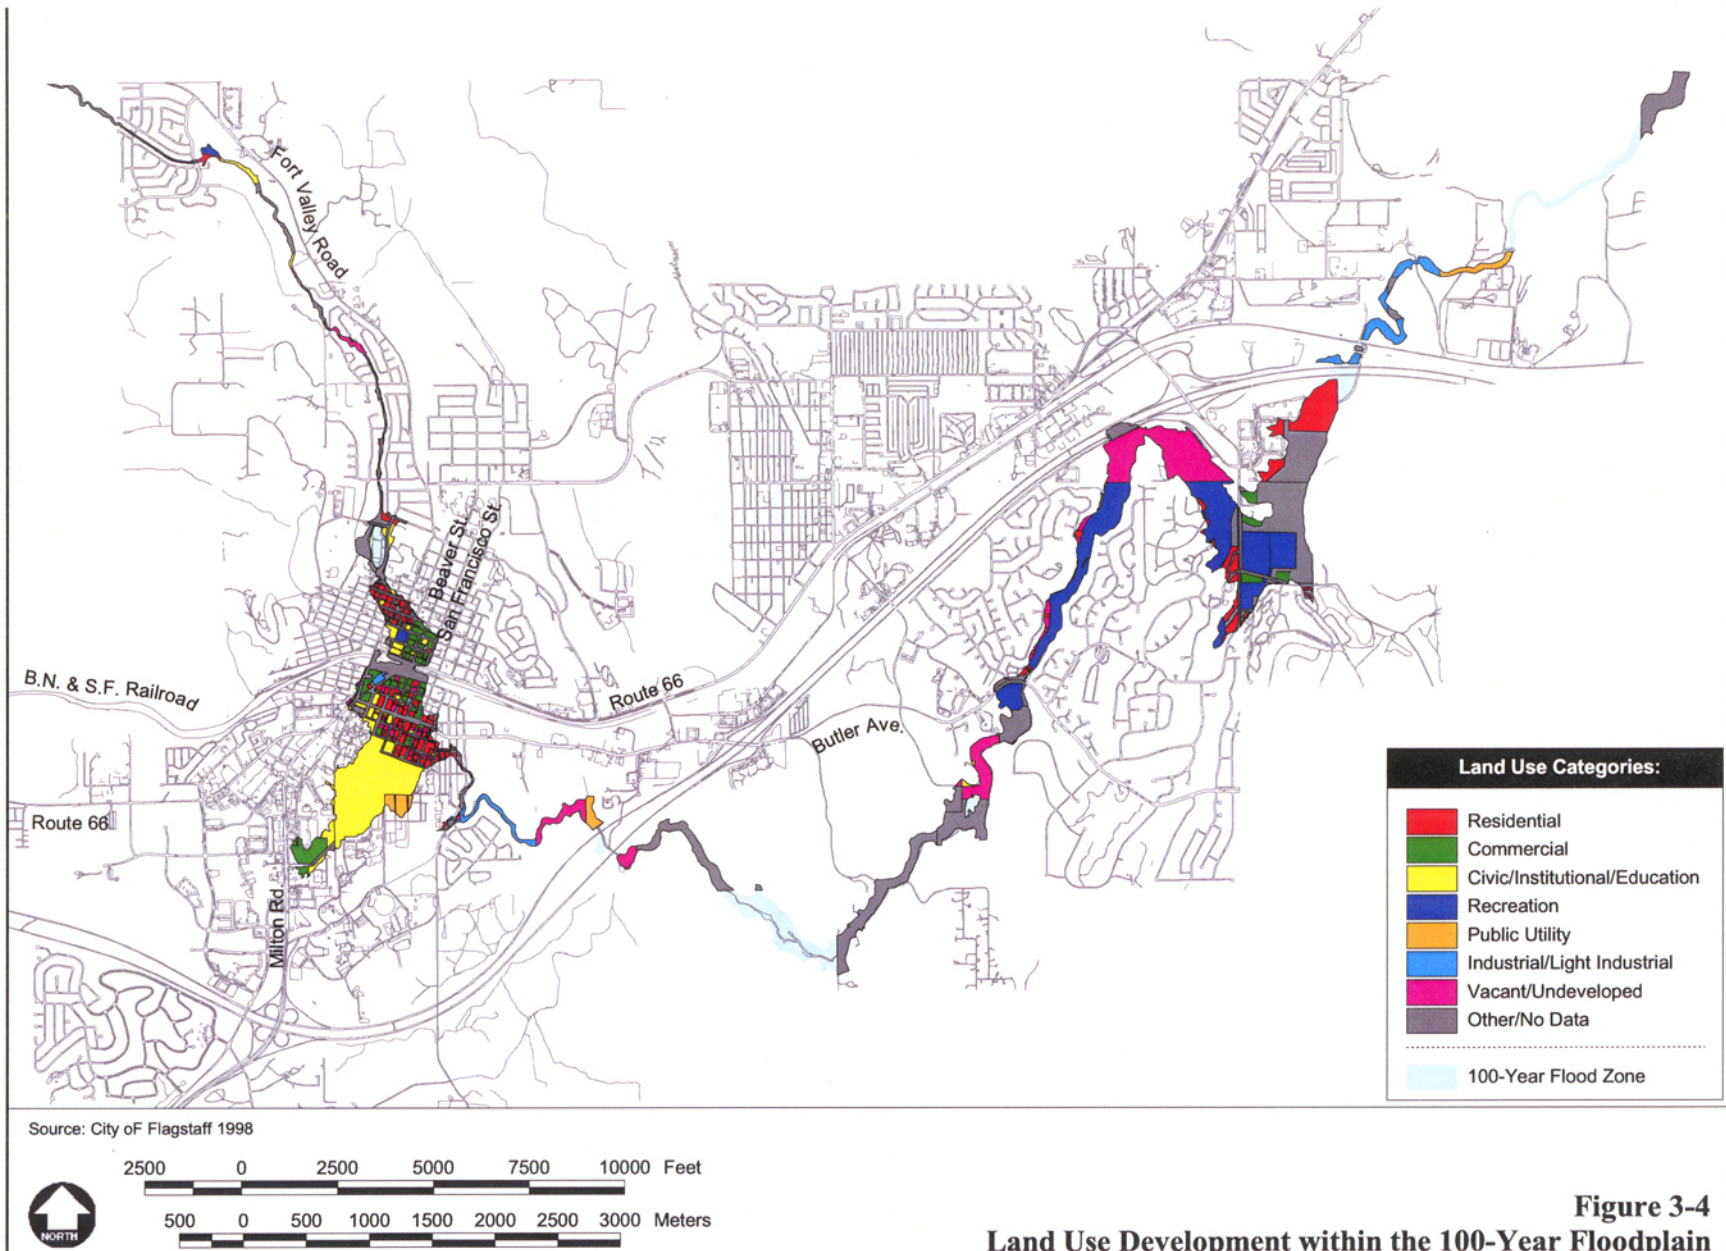 Fort Valley Road
Beaver St.
San Francisco St.
B.N. & S.F. Railroad
Route 66
Butler Ave.
Route 66
Milton Rd.
Land Use Categories:
Residential
Commercial
Civic/Institutional/Education
Recreation
Public Utility
Industrial/Light Industrial
Vacant/Undeveloped
Other/No Data
100-Year Flood Zone
Source: City oF Flagstaff 1998
2500 0 2500 5000 7500 10000 Feet
500 0 500 1000 1500 2000 2500 3000 Meters
NORTH
Figure 3-4
Land Use Development within the 100-Year Floodplain